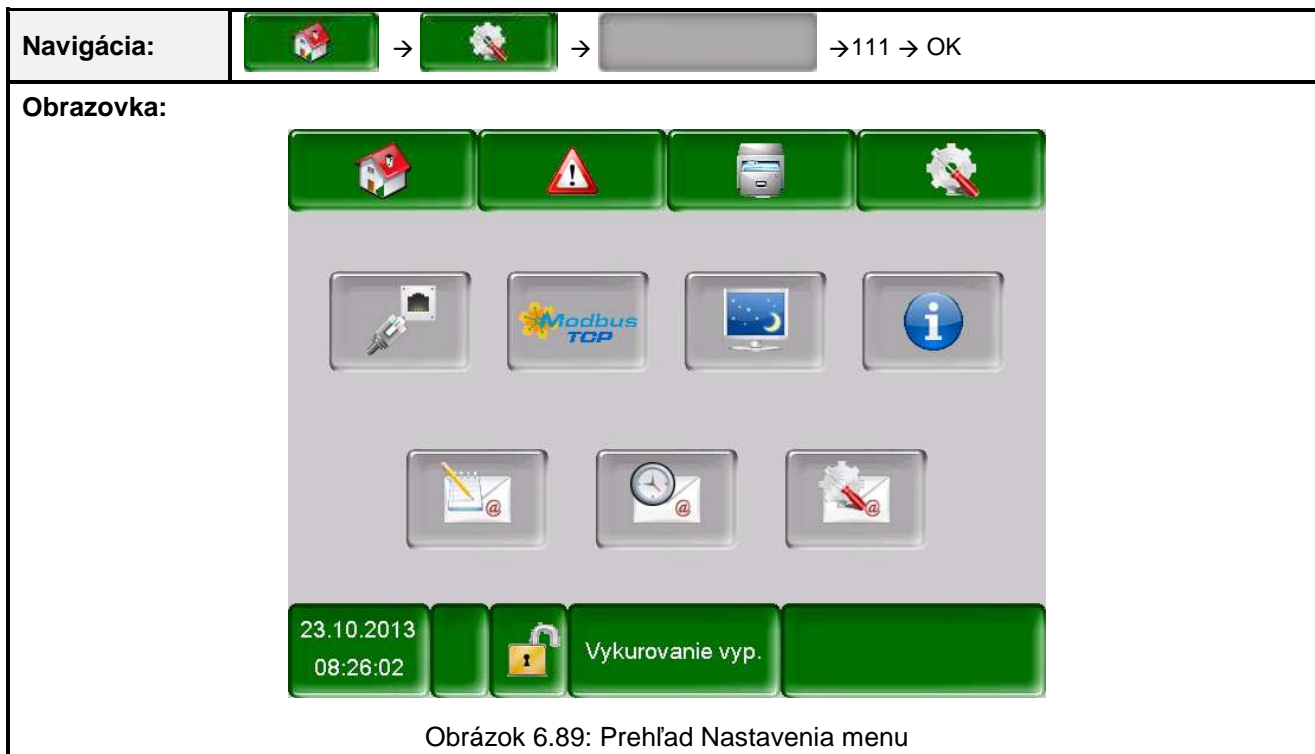 Navigácia:
→ → →111 → OK
Obrazovka:
Modbus
TCP
@ @ @
23.10.2013
08:26:02
Vykurovanie vyp.
Obrázok 6.89: Prehľad Nastavenia menu